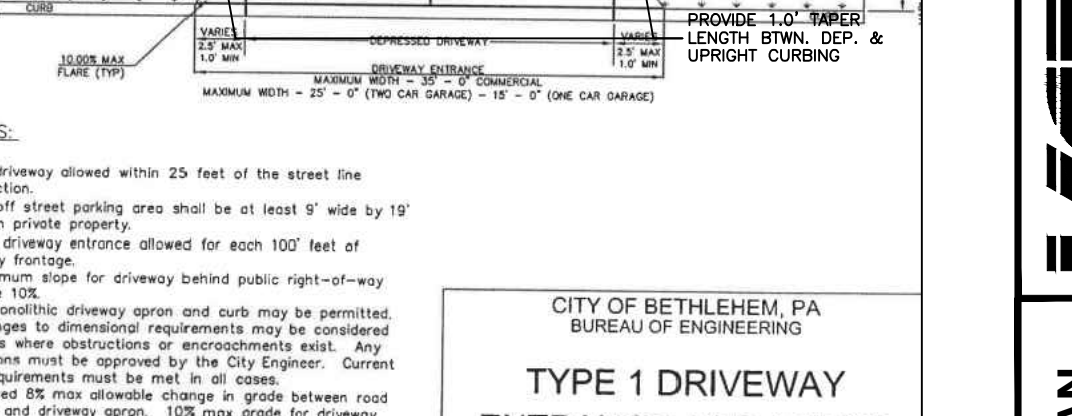 CURB
VARIES
2.5' MAX
1.0' MIN
DEPRESSED DRIVEWAY
VARIES
2.5' MAX
1.0' MIN
PROVIDE 1.0' TAPER
LENGTH BTWN. DEP. &
UPRIGHT CURBING
10.00% MAX
FLARE (TYP)
DRIVEWAY ENTRANCE
MAXIMUM WIDTH - 35' - 0" COMMERCIAL
MAXIMUM WIDTH - 25' - 0" (TWO CAR GARAGE) - 15' - 0" (ONE CAR GARAGE)
S:
driveway allowed within 25 feet of the street line
ction.
off street parking area shall be at least 9' wide by 19'
n private property.
driveway entrance allowed for each 100' feet of
y frontage.
mum slope for driveway behind public right-of-way
e 10%.
onolithic driveway apron and curb may be permitted.
ges to dimensional requirements may be considered
s where obstructions or encroachments exist. Any
ons must be approved by the City Engineer. Current
quirements must be met in all cases.
ed 8% max allowable change in grade between road
and driveway apron. 10% max grade for driveway
CITY OF BETHLEHEM, PA
BUREAU OF ENGINEERING
TYPE 1 DRIVEWAY
AN